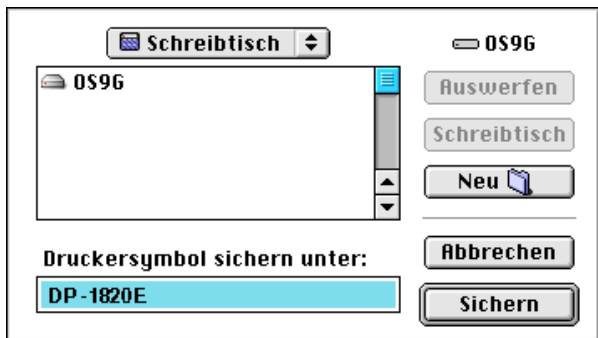 Schreibtisch
OS9G
OS9G
Auswerfen
Schreibtisch
Neu
Druckersymbol sichern unter:
Abbrechen
DP-1820E
Sichern